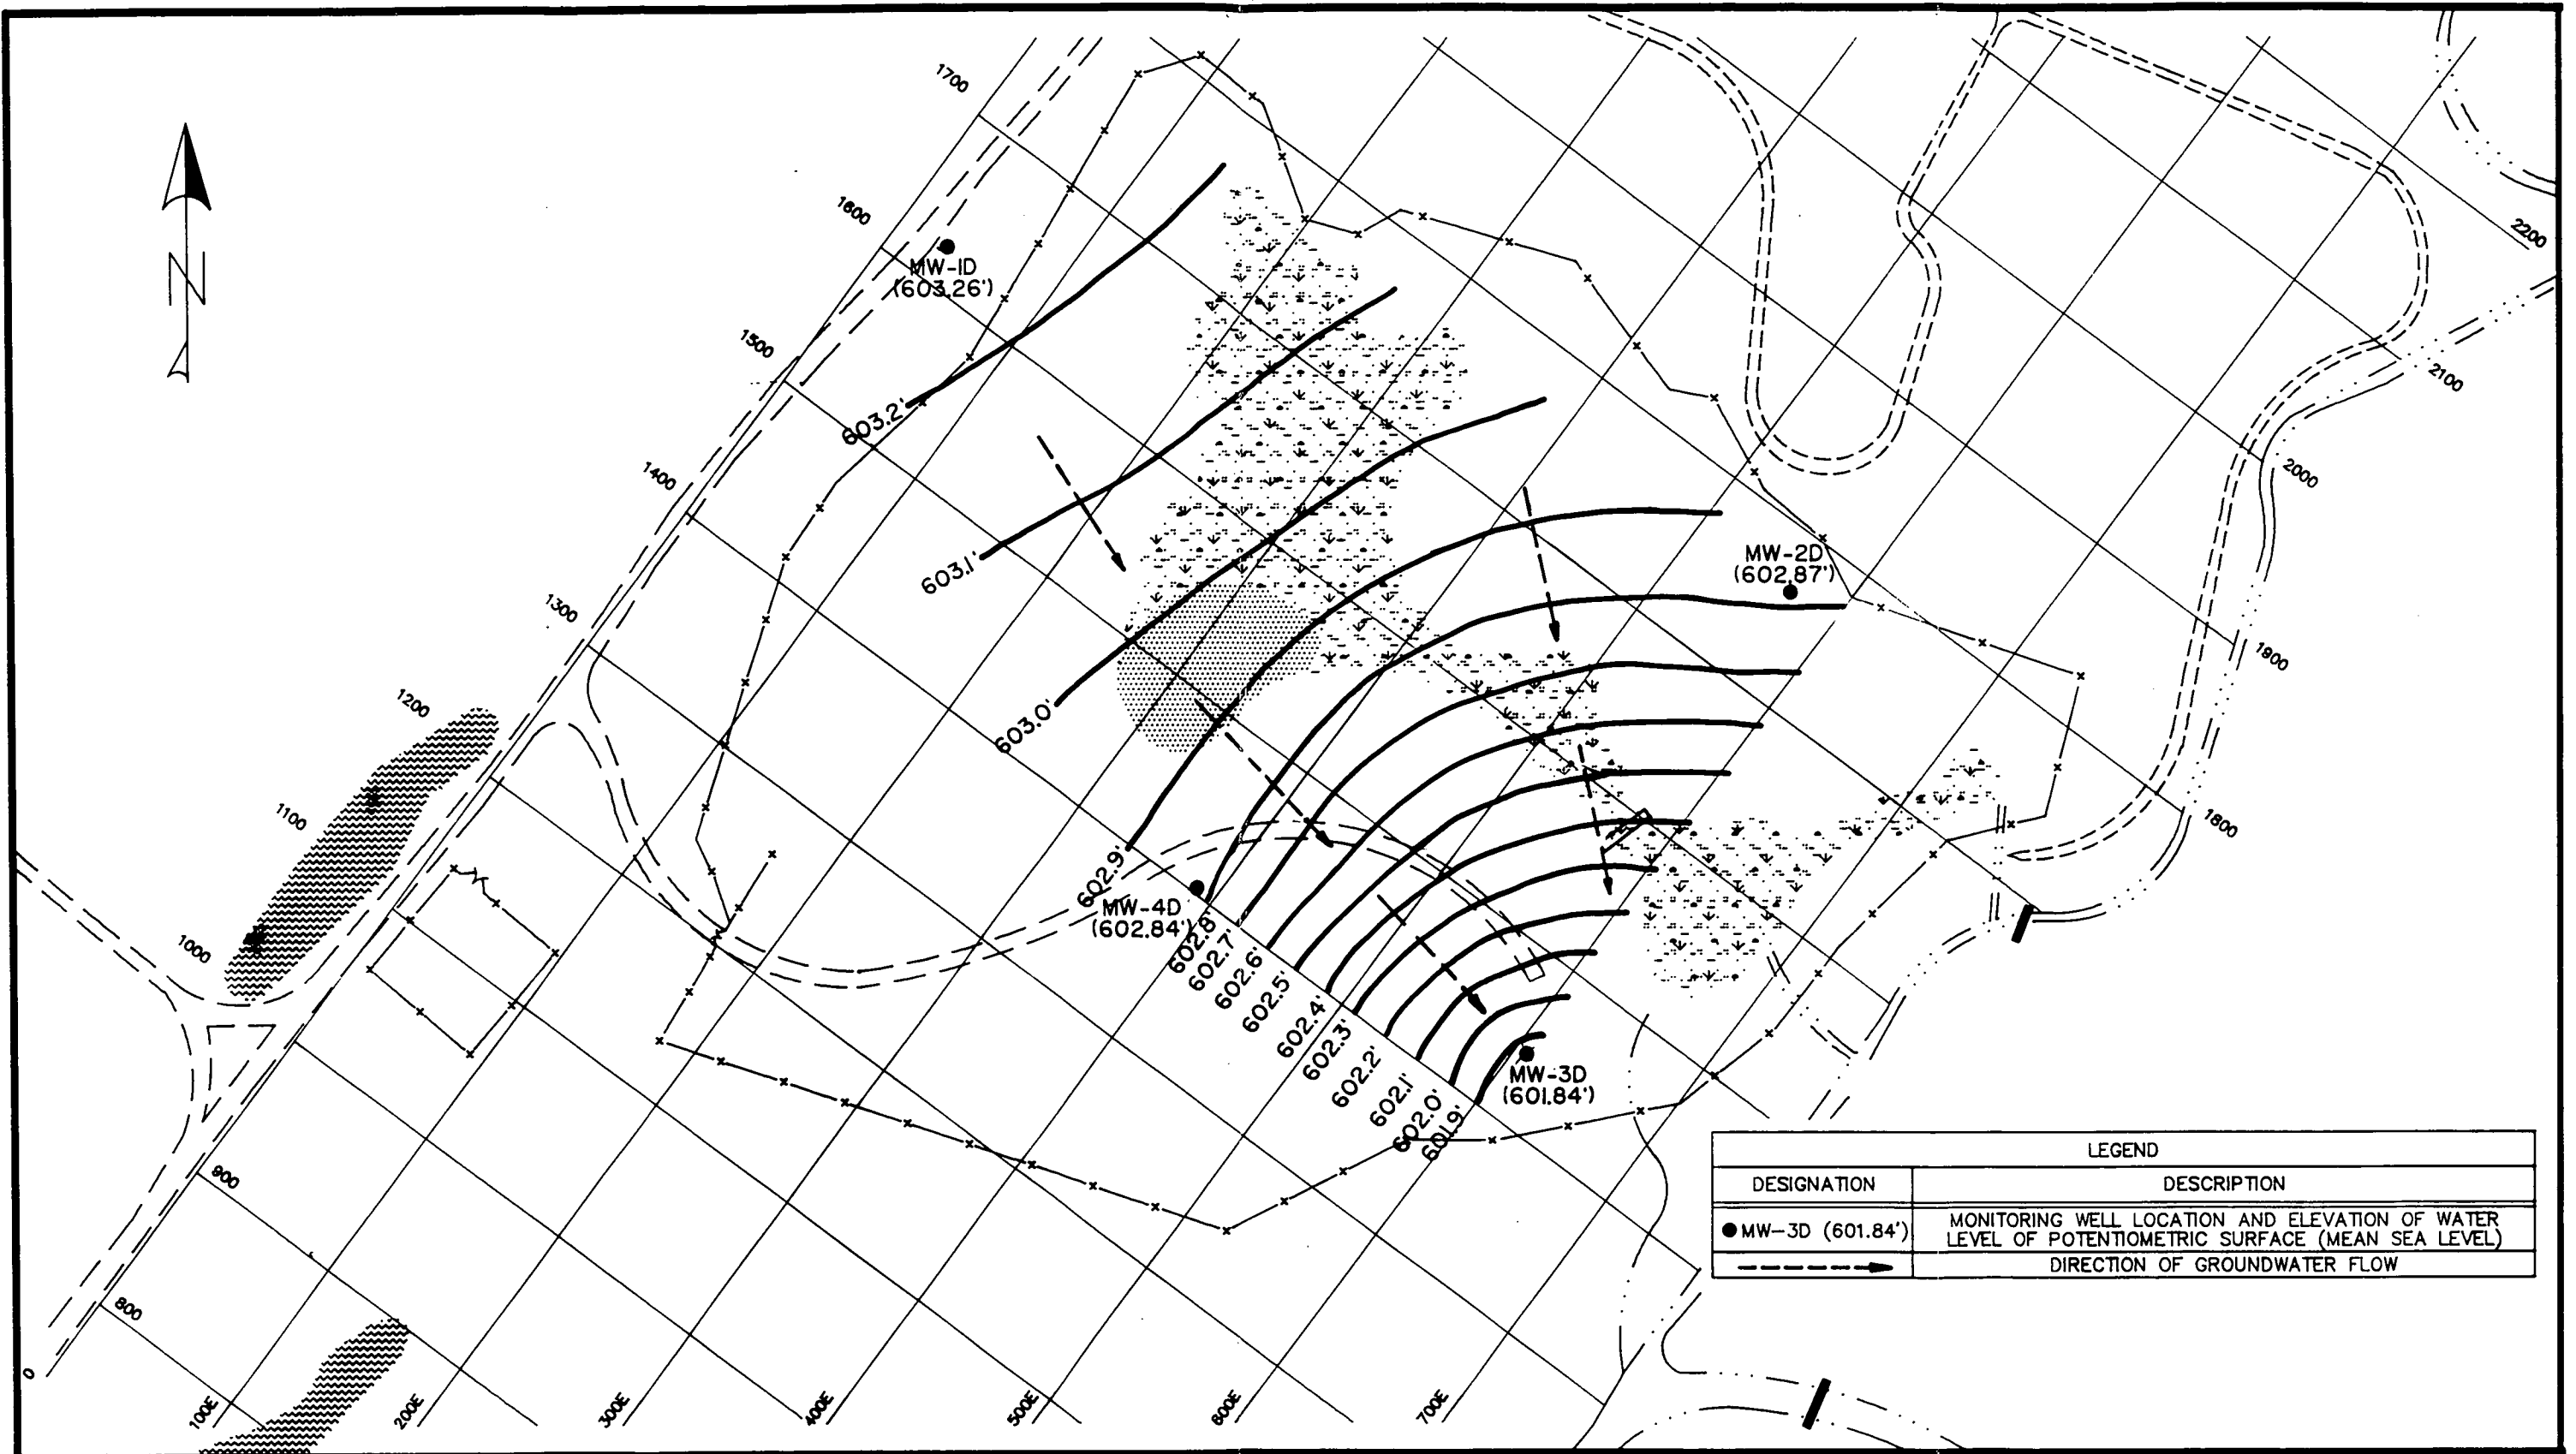 1700
1600
1500
1400
1300
1200
1100
1000
900
800
0
100E
200E
300E
400E
500E
600E
700E
2200
2100
2000
1900
1800
1800
N
MW-1D
(603.26')
MW-2D
(602.87')
MW-4D
(602.84')
MW-3D
(601.84')
603.2'
603.1'
603.0'
602.9'
602.8'
602.7'
602.6'
602.5'
602.4'
602.3'
602.2'
602.1'
602.0'
601.9'
LEGEND
DESIGNATION
DESCRIPTION
MW-3D (601.84')
MONITORING WELL LOCATION AND ELEVATION OF WATER
LEVEL OF POTENTIOMETRIC SURFACE (MEAN SEA LEVEL)
DIRECTION OF GROUNDWATER FLOW